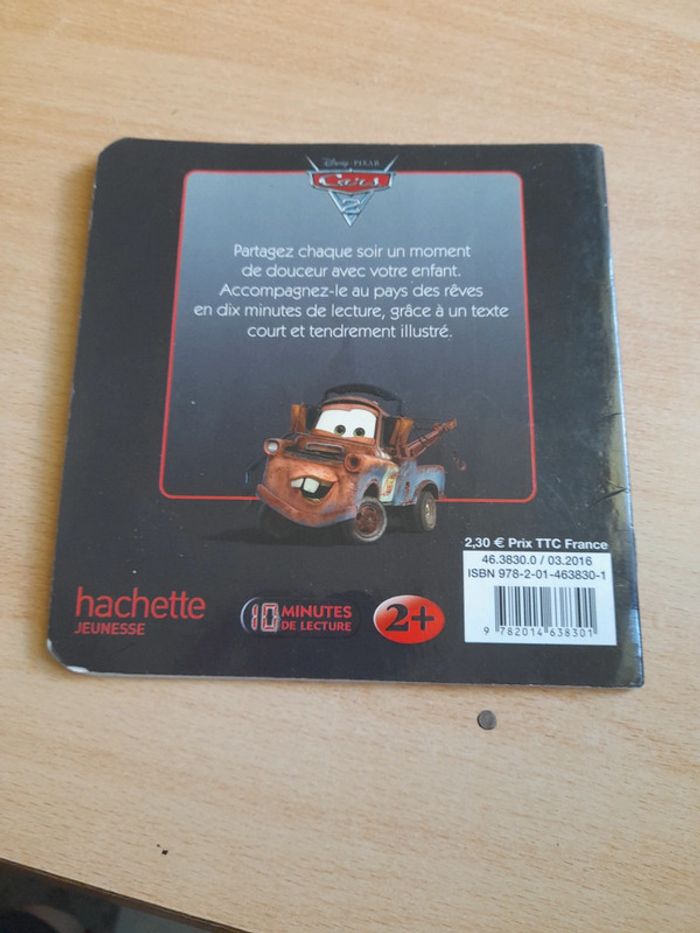 Disney · PIXAR
Cars
2
Partagez chaque soir un moment
de douceur avec votre enfant.
Accompagnez-le au pays des rêves
en dix minutes de lecture, grâce à un texte
court et tendrement illustré.
2,30 € Prix TTC France
46.3830.0 / 03.2016
ISBN 978-2-01-463830-1
9 782014 638301
hachette
JEUNESSE
10 MINUTES
DE LECTURE
2+